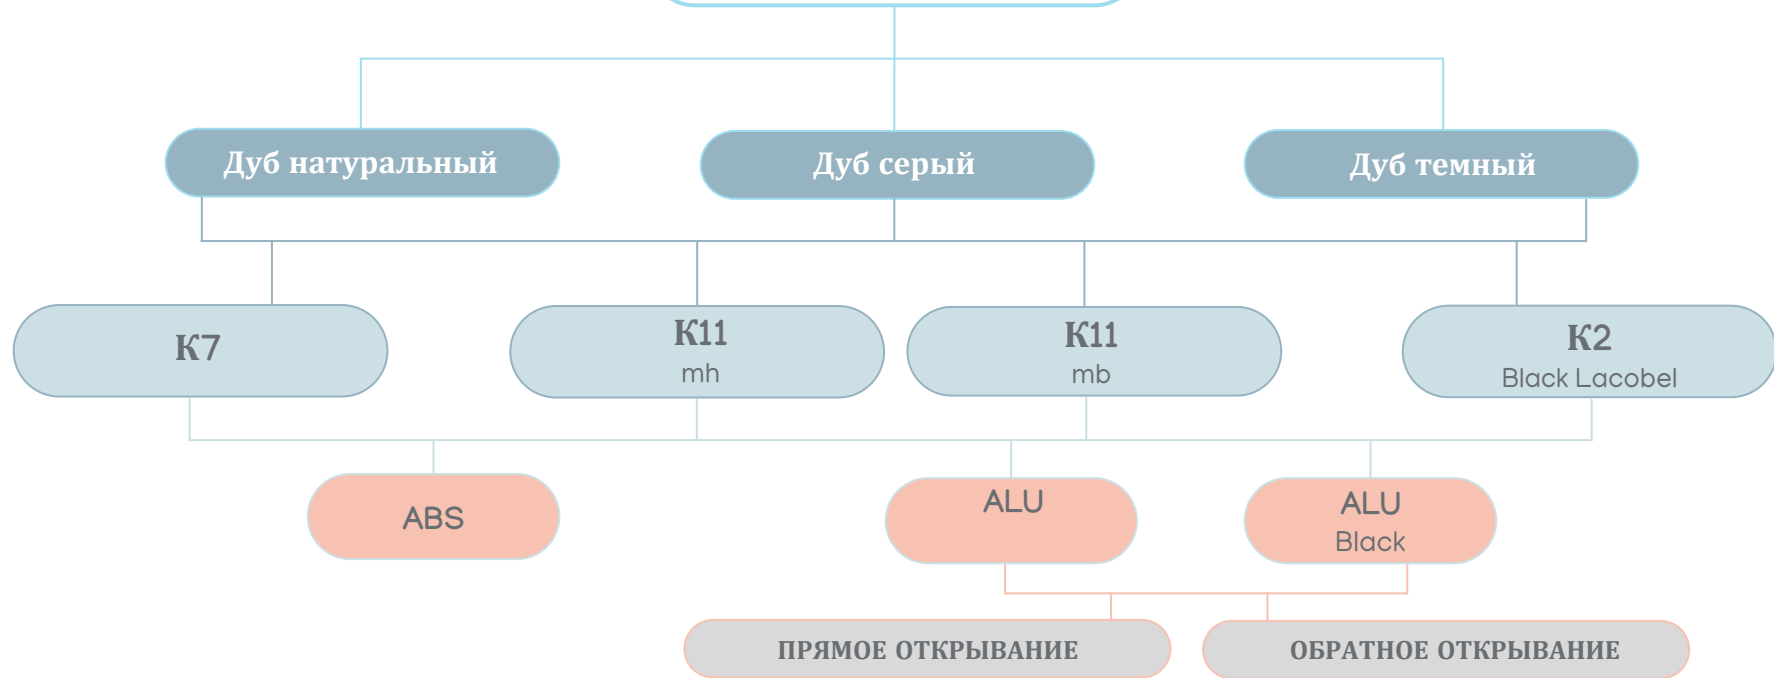 Дуб натуральный
Дуб серый
Дуб темный
К7
К11
mh
К11
mb
К2
Black Lacobel
ABS
ALU
ALU
Black
ПРЯМОЕ ОТКРЫВАНИЕ
ОБРАТНОЕ ОТКРЫВАНИЕ